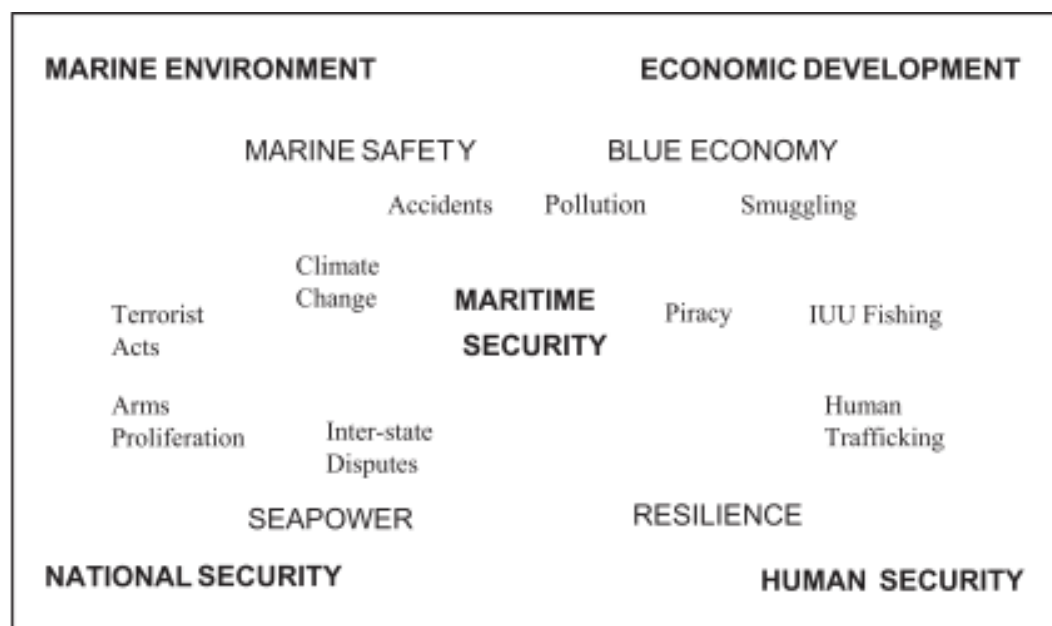 MARINE ENVIRONMENT
ECONOMIC DEVELOPMENT
MARINE SAFETY
BLUE ECONOMY
Accidents
Pollution
Smuggling
Climate
Change
MARITIME
SECURITY
Piracy
IUU Fishing
Terrorist
Acts
Arms
Proliferation
Inter-state
Disputes
Human
Trafficking
SEAPOWER
RESILIENCE
NATIONAL SECURITY
HUMAN SECURITY